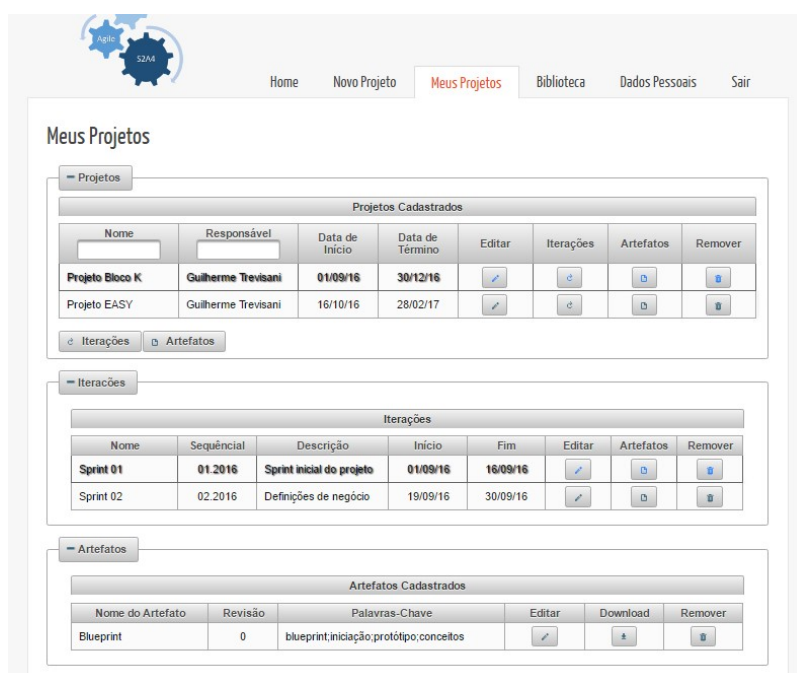 Agile
S2A4
Home Novo Projeto Meus Projetos Biblioteca Dados Pessoais Sair
Meus Projetos
Projetos
Projetos Cadastrados
Nome Responsável Data de Início Data de Término Editar Iterações Artefatos Remover
Projeto Bloco K Guilherme Trevisani 01/09/16 30/12/16
Projeto EASY Guilherme Trevisani 16/10/16 28/02/17
Iterações Artefatos
Iteracões
Iterações
Nome Sequêncial Descrição Início Fim Editar Artefatos Remover
Sprint 01 01.2016 Sprint inicial do projeto 01/09/16 16/09/16
Sprint 02 02.2016 Definições de negócio 19/09/16 30/09/16
Artefatos
Artefatos Cadastrados
Nome do Artefato Revisão Palavras-Chave Editar Download Remover
Blueprint 0 blueprint;iniciação;protótipo;conceitos